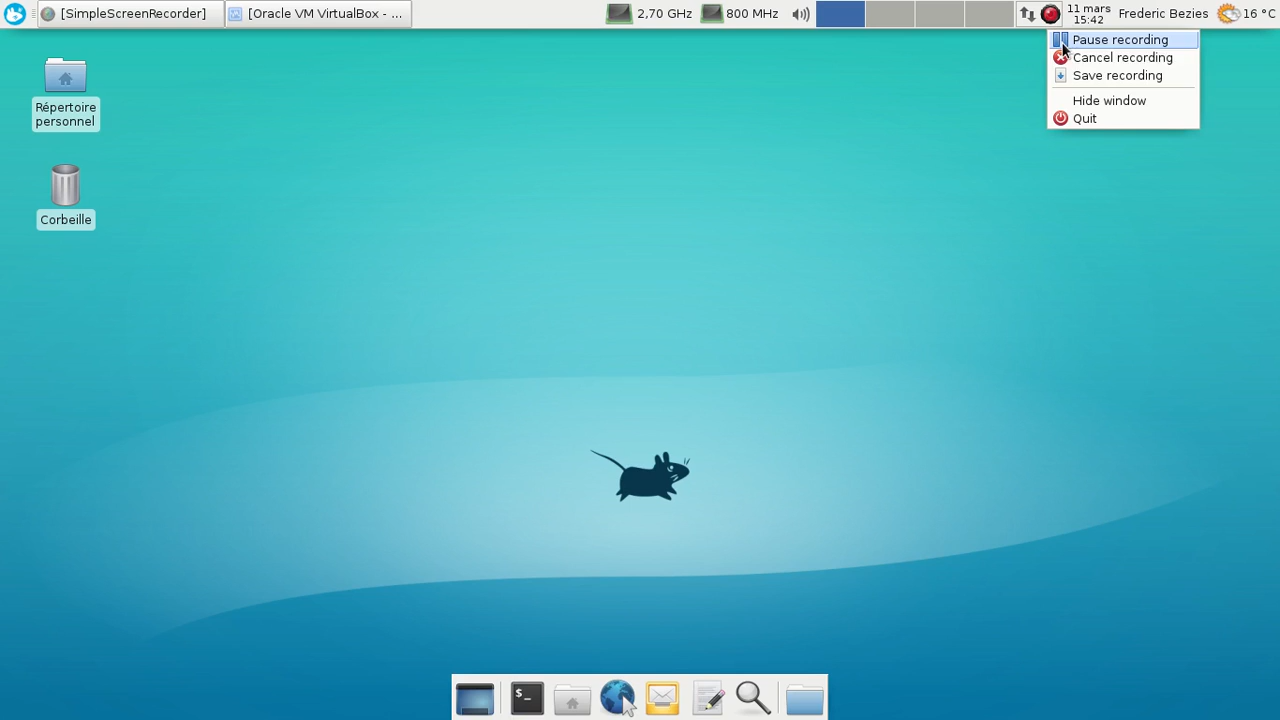 [SimpleScreenRecorder]
[Oracle VM VirtualBox - ...
2,70 GHz
800 MHz
11 mars
15:42
Frederic Bezies
16 °C
Pause recording
Cancel recording
Save recording
Hide window
Quit
Répertoire
personnel
Corbeille
$_